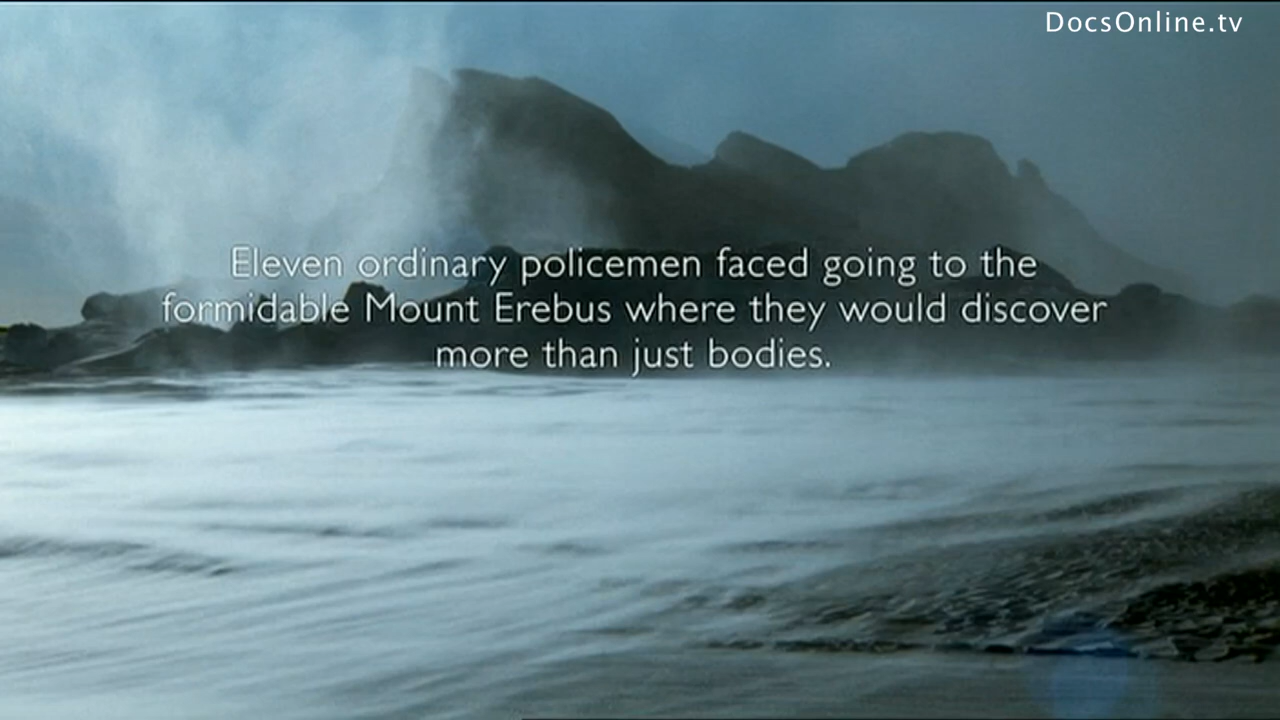 DocsOnline.tv
Eleven ordinary policemen faced going to the
formidable Mount Erebus where they would discover
more than just bodies.